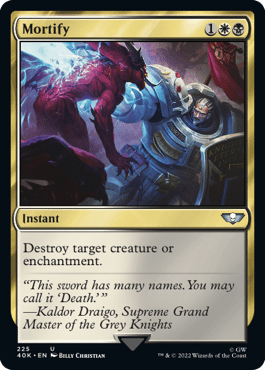 Mortify 1
Instant
Destroy target creature or
enchantment.
“This sword has many names. You may
call it ‘Death.’”
—Kaldor Draigo, Supreme Grand
Master of the Grey Knights
225 U © GW
40K • EN Billy Christian ™ & © 2022 Wizards of the Coast